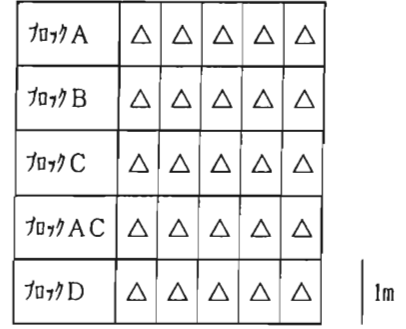 ﾌﾞﾛｯｸA △ △ △ △ △
ﾌﾞﾛｯｸB △ △ △ △ △
ﾌﾞﾛｯｸC △ △ △ △ △
ﾌﾞﾛｯｸAC △ △ △ △ △
ﾌﾞﾛｯｸD △ △ △ △ △
1m